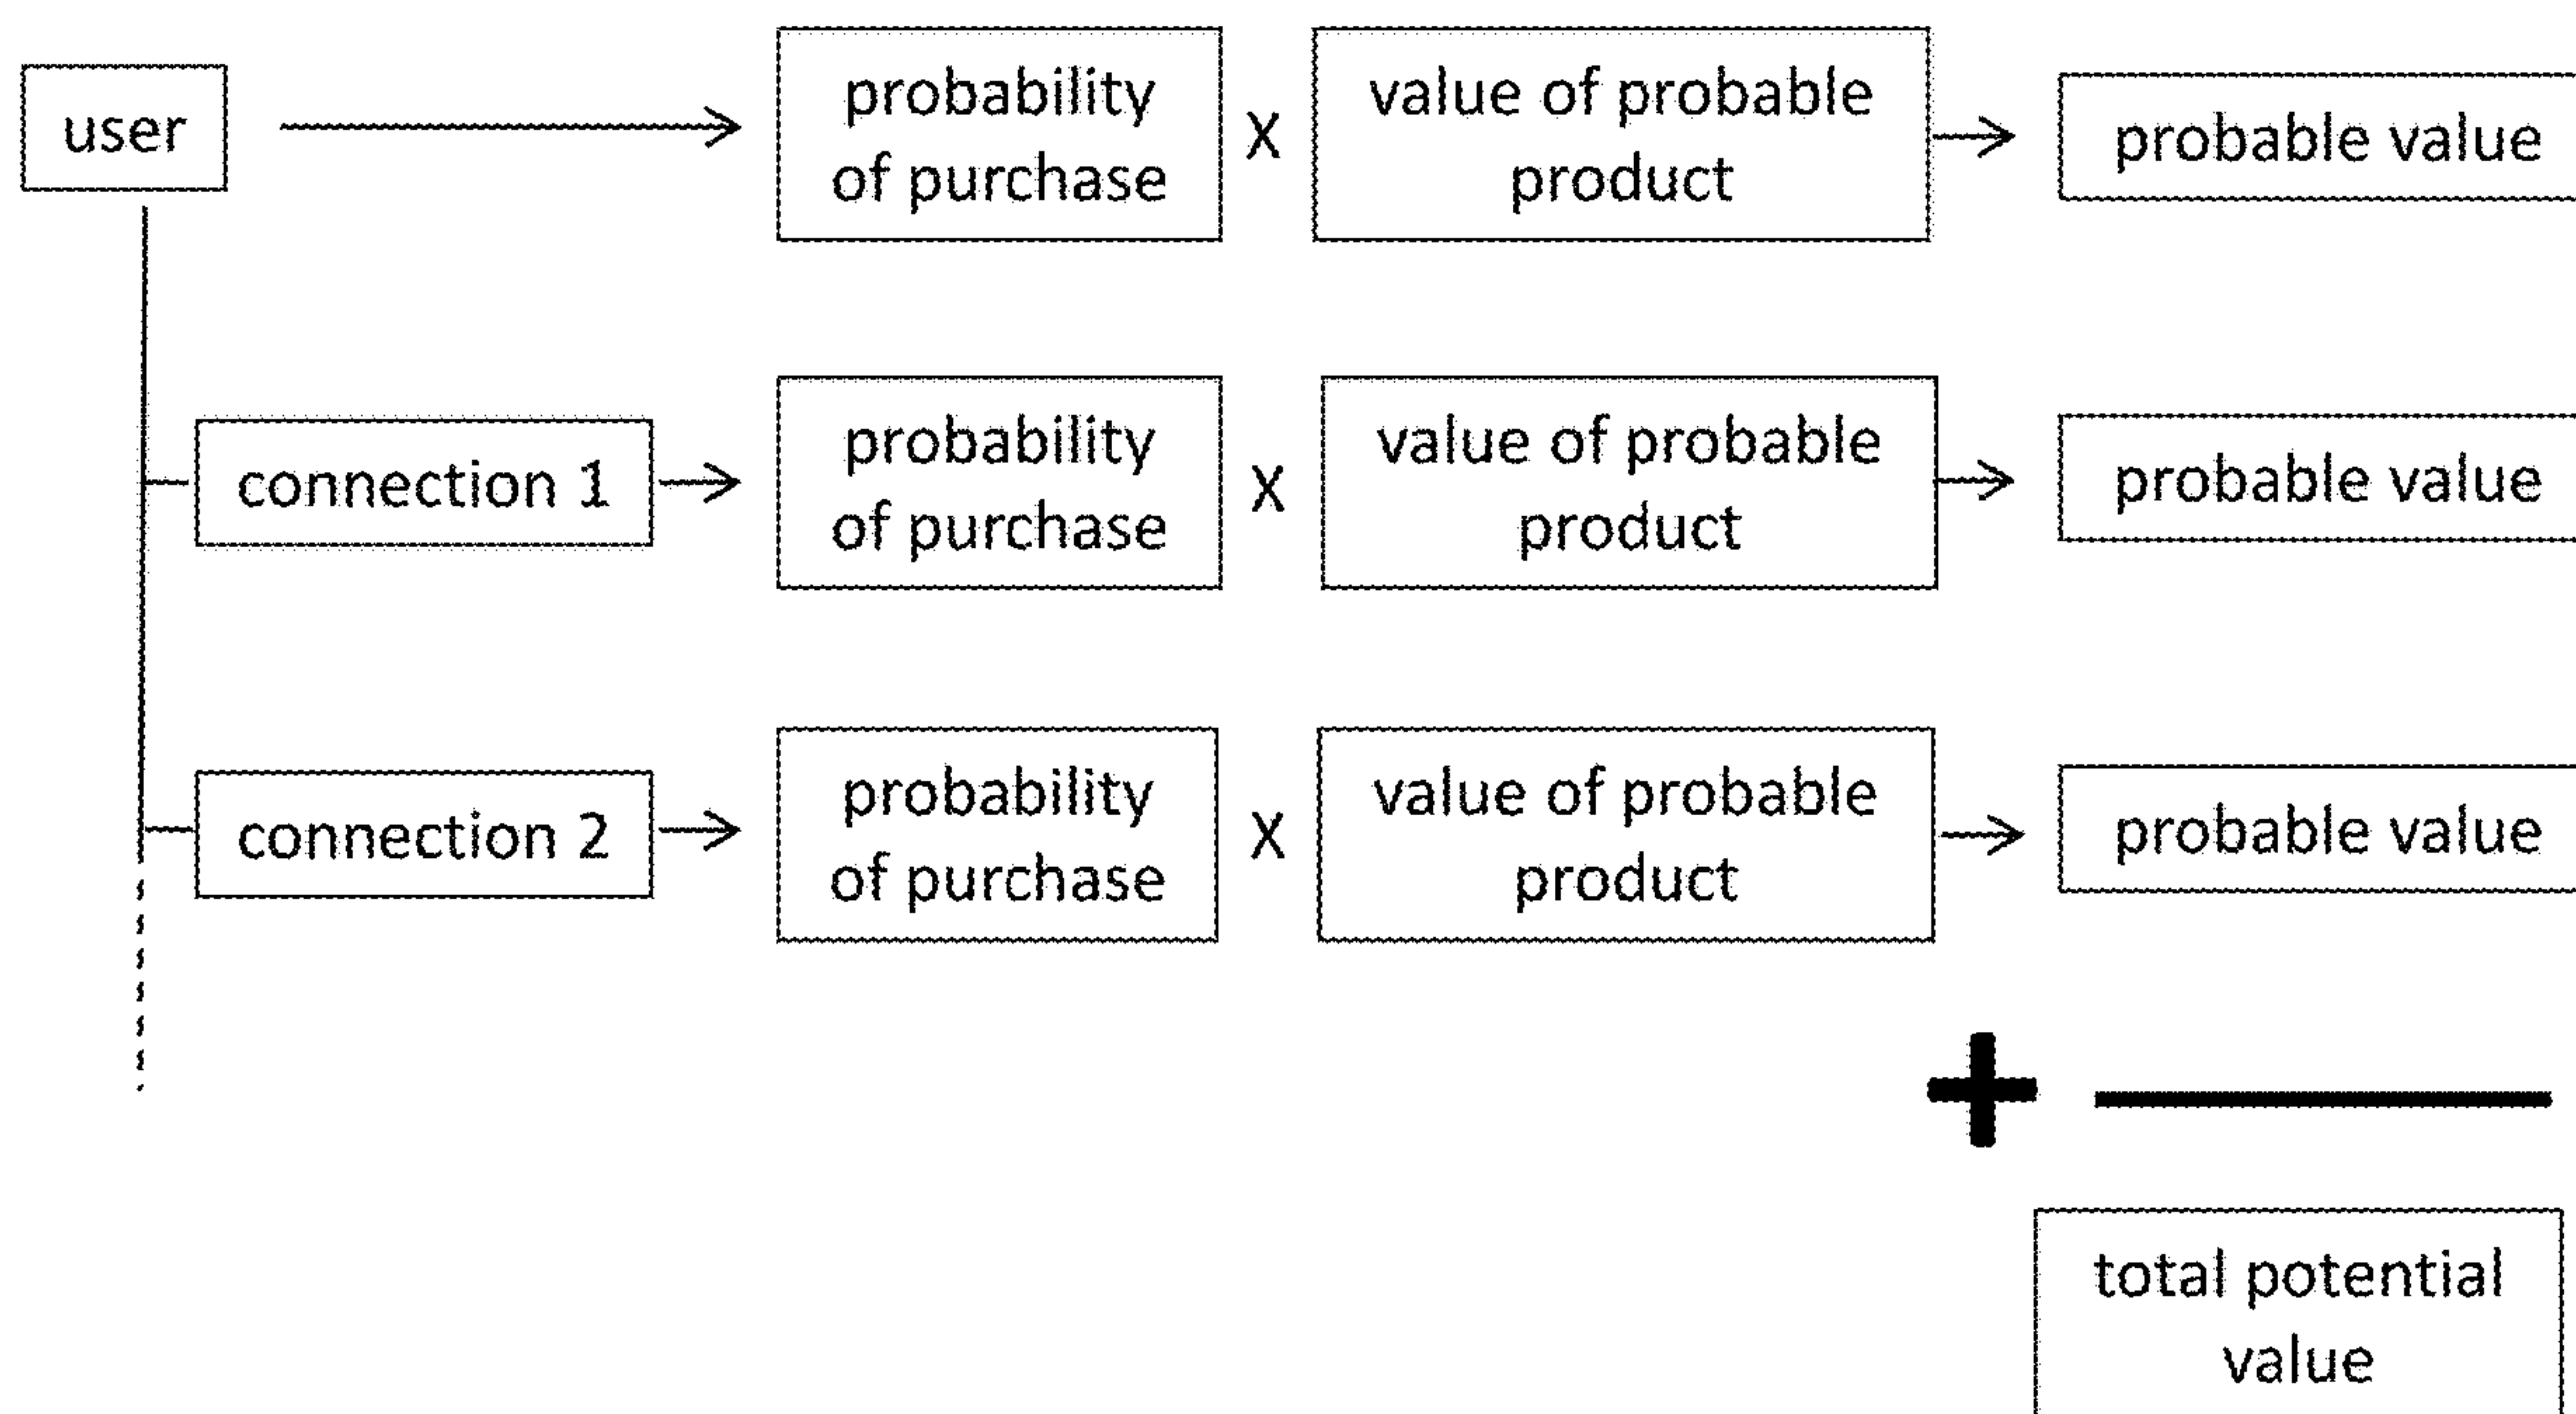 user
probability
of purchase
X
value of probable
product
probable value
connection 1
probability
of purchase
X
value of probable
product
probable value
connection 2
probability
of purchase
X
value of probable
product
probable value
+
total potential
value